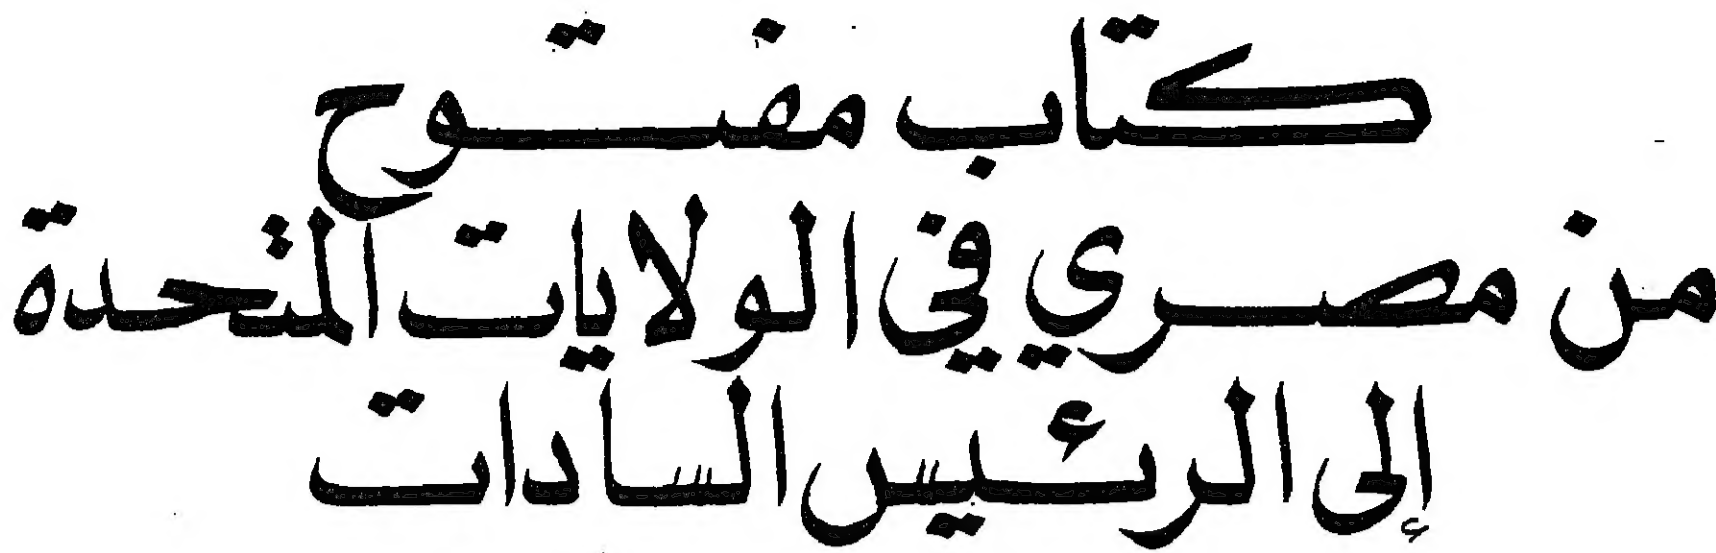 كتاب مفتوح
من مصري في الولايات المتحدة
إلى الرئيس السادات